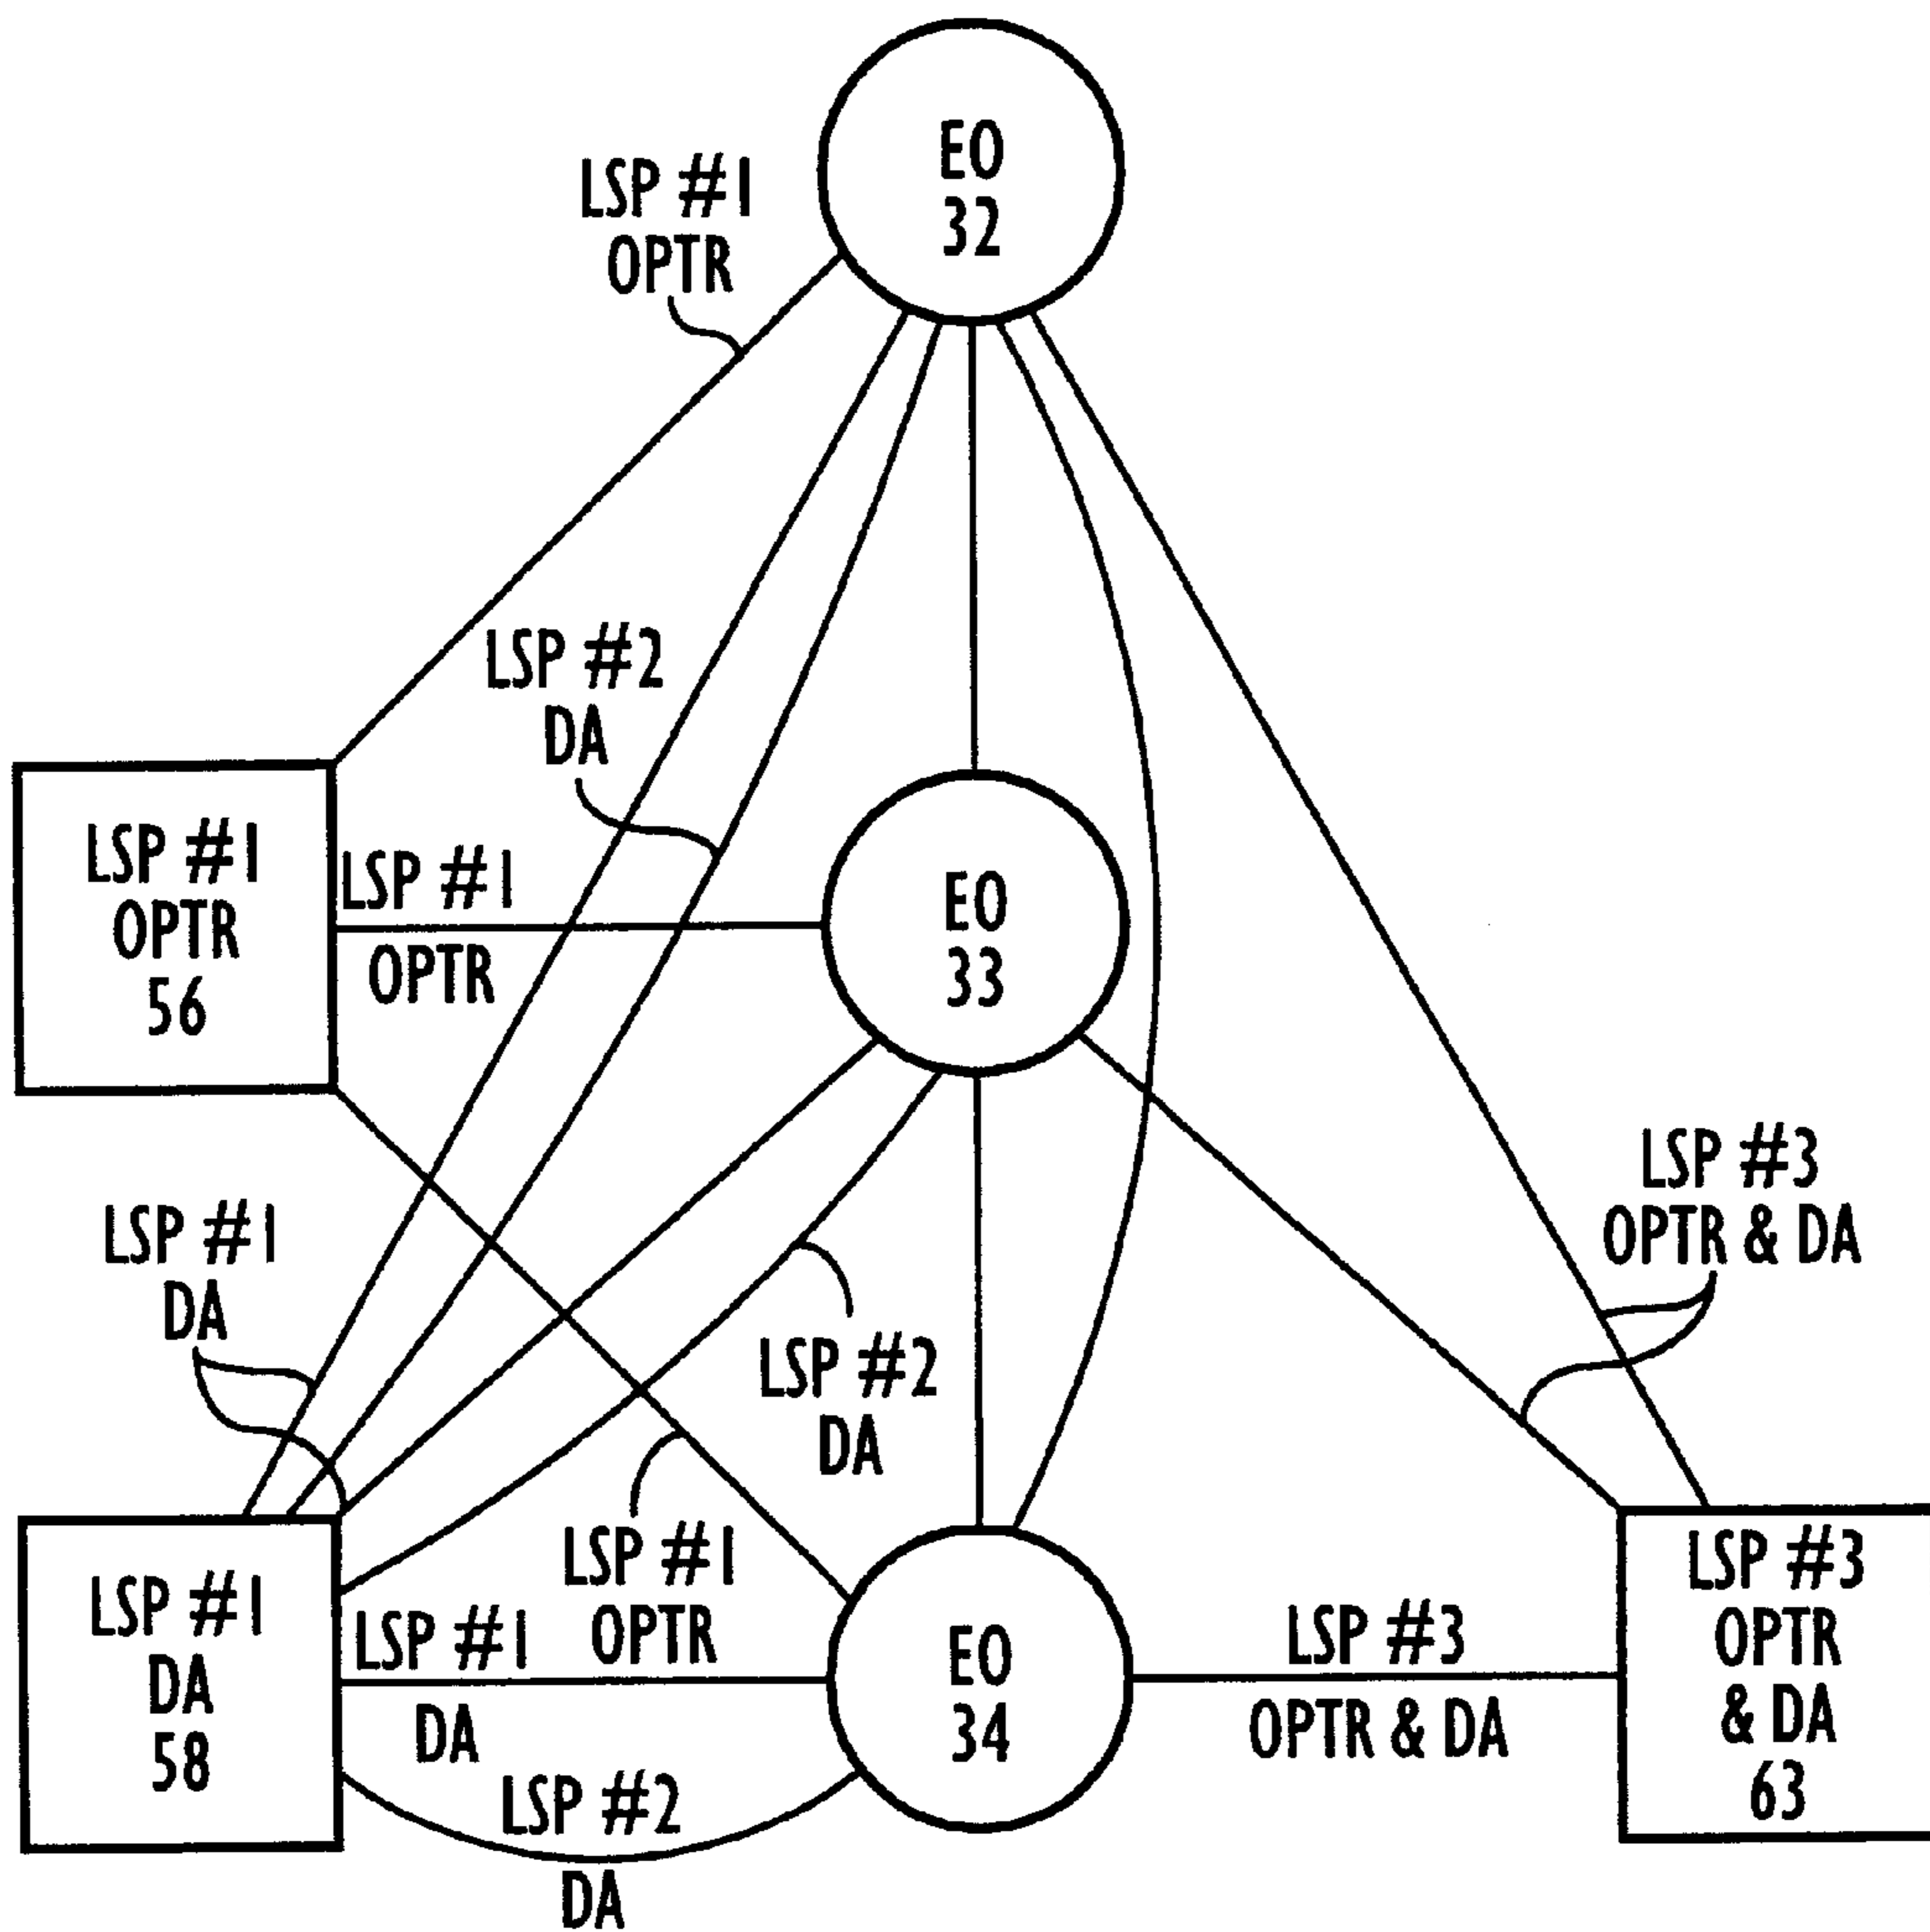 EO
32
LSP #1
OPTR
LSP #2
DA
LSP #1
OPTR
56
LSP #1
OPTR
EO
33
LSP #3
OPTR & DA
LSP #1
DA
LSP #2
DA
LSP #1
OPTR
LSP #1
DA
58
LSP #1
DA
EO
34
LSP #3
OPTR & DA
LSP #3
OPTR
& DA
63
LSP #2
DA